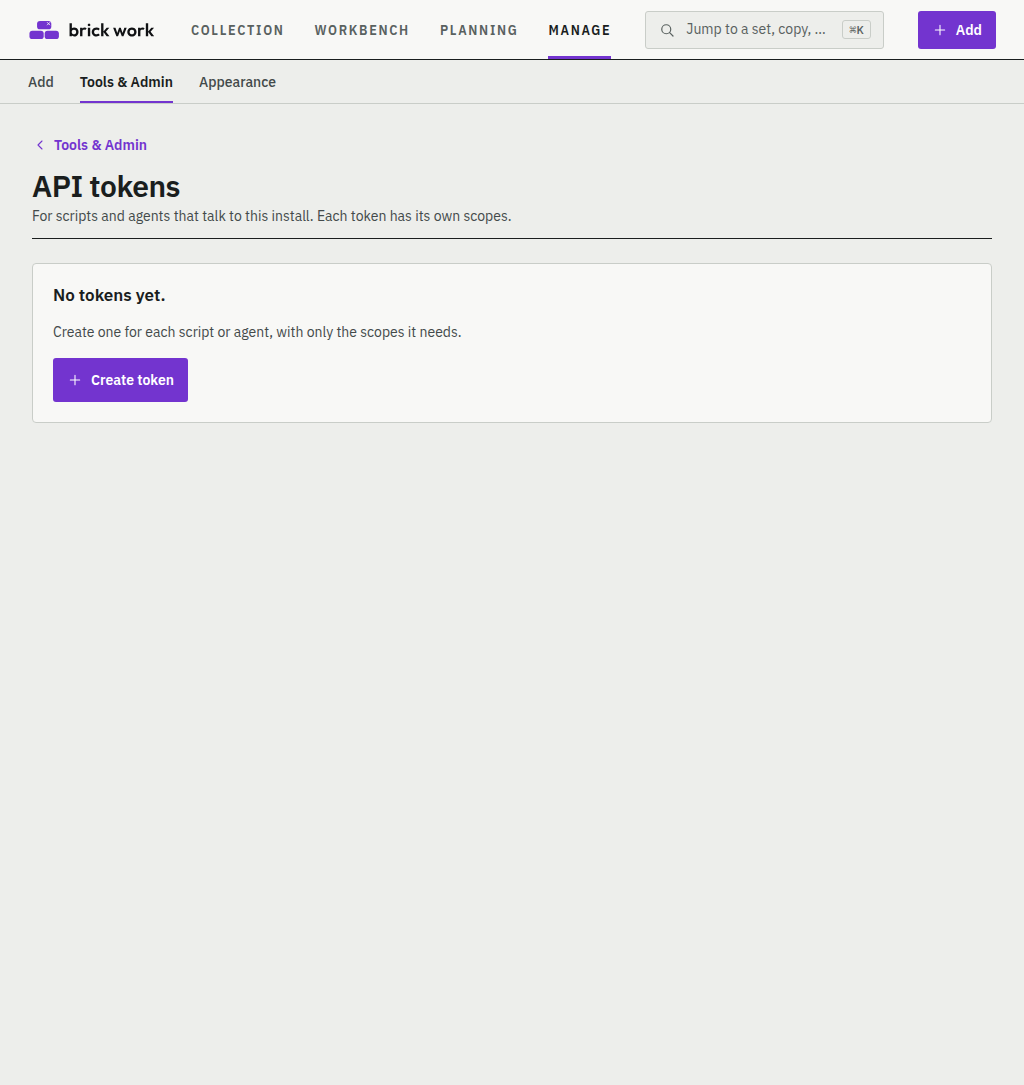 brick work
COLLECTION
WORKBENCH
PLANNING
MANAGE
Jump to a set, copy, ...
⌘K
Add
Add
Tools & Admin
Appearance
Tools & Admin
API tokens
For scripts and agents that talk to this install. Each token has its own scopes.
No tokens yet.
Create one for each script or agent, with only the scopes it needs.
Create token